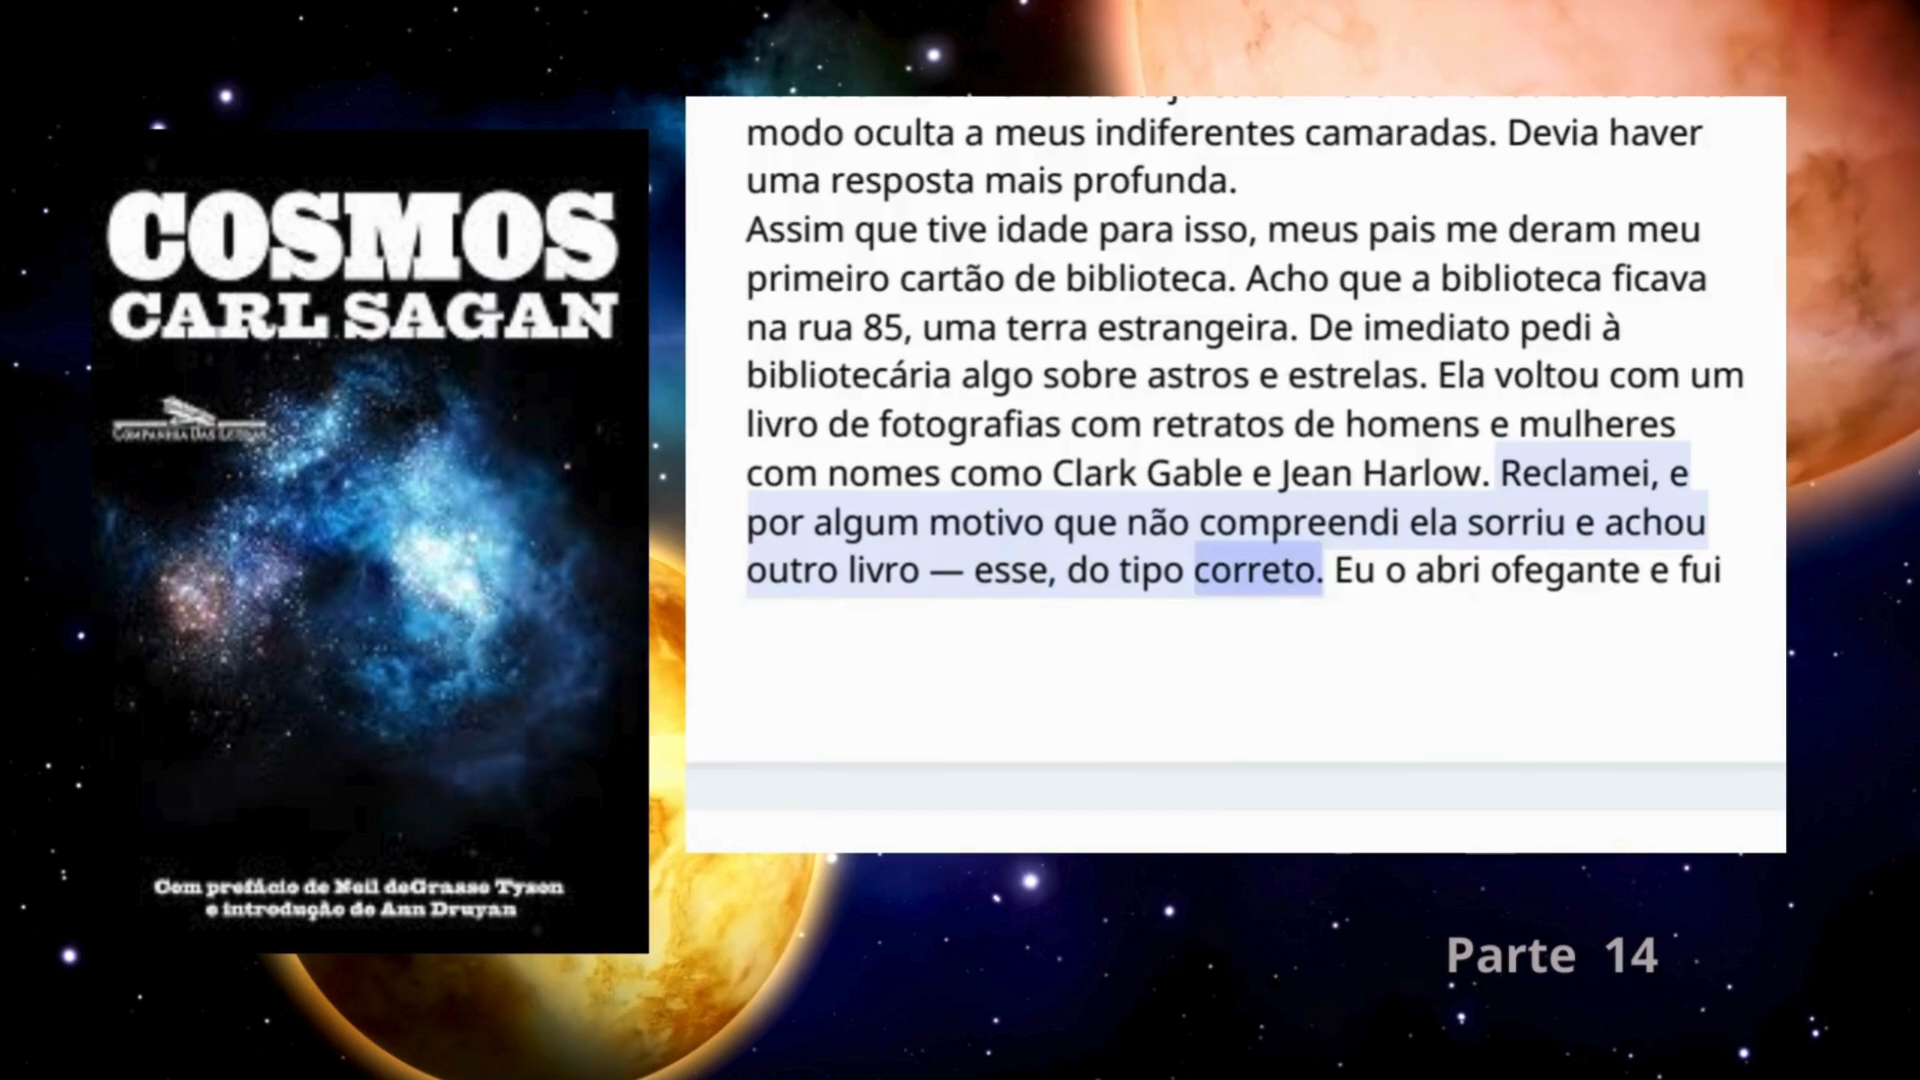 COSMOS
CARL SAGAN
COMPANHIA DAS LETRAS
Com prefácio de Neil deGrasse Tyson
e introdução de Ann Druyan
modo oculta a meus indiferentes camaradas. Devia haver
uma resposta mais profunda.
Assim que tive idade para isso, meus pais me deram meu
primeiro cartão de biblioteca. Acho que a biblioteca ficava
na rua 85, uma terra estrangeira. De imediato pedi à
bibliotecária algo sobre astros e estrelas. Ela voltou com um
livro de fotografias com retratos de homens e mulheres
com nomes como Clark Gable e Jean Harlow. Reclamei, e
por algum motivo que não compreendi ela sorriu e achou
outro livro — esse, do tipo correto. Eu o abri ofegante e fui
Parte 14